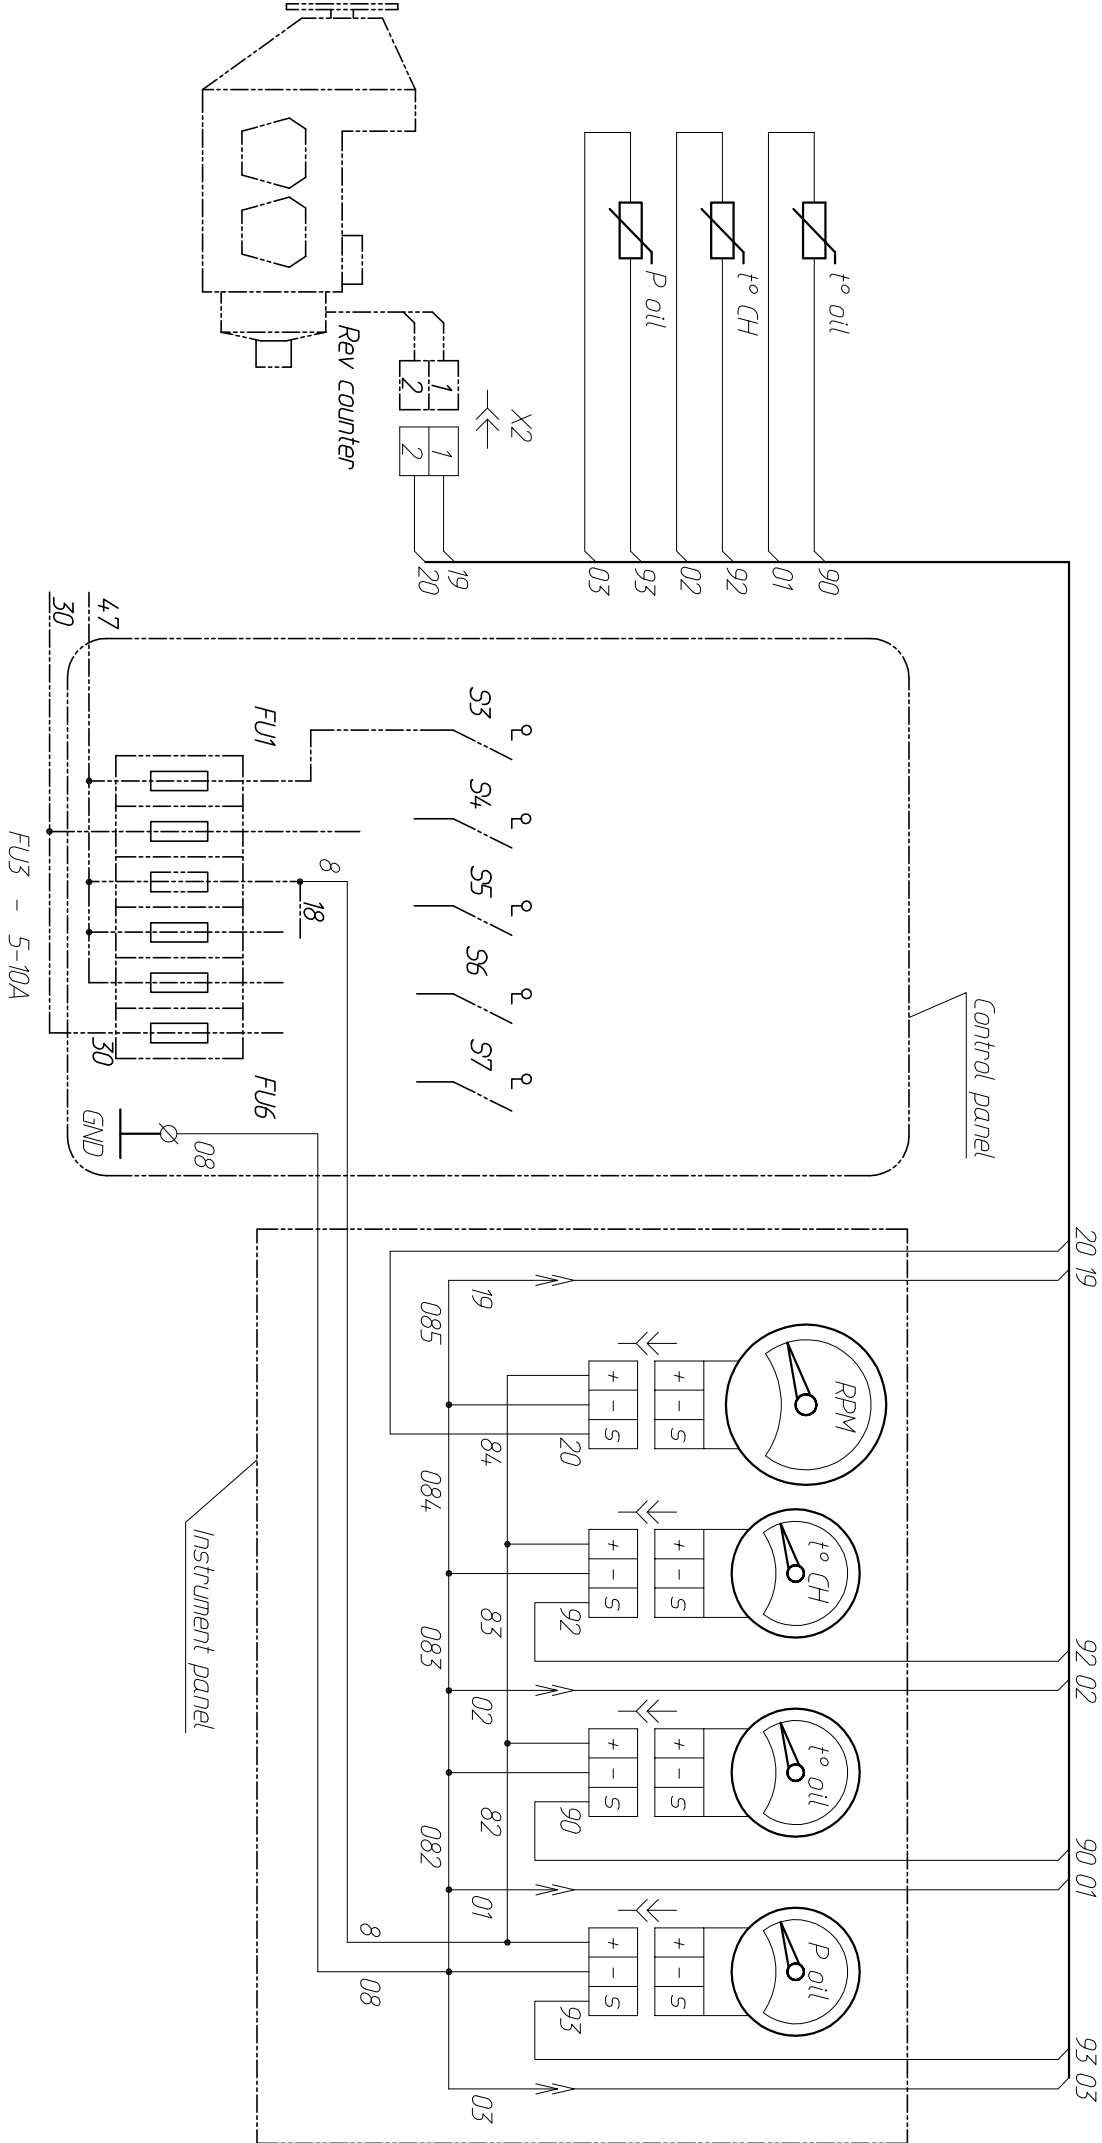 t° oil
t° CH
P oil
90
01
92
02
93
03
X2
1
2
1
2
19
20
Rev counter
Control panel
S3
S4
S5
S6
S7
47
30
FU1
8
18
30
FU6
GND
08
FU3 - 5-10A
20 19
92 02
90 01
93 03
RPM
t° CH
t° oil
P oil
+ - S
+ - S
+ - S
+ - S
+ - S
+ - S
+ - S
+ - S
20
92
90
93
19
84
83
02
82
01
03
085
084
083
082
8
08
Instrument panel